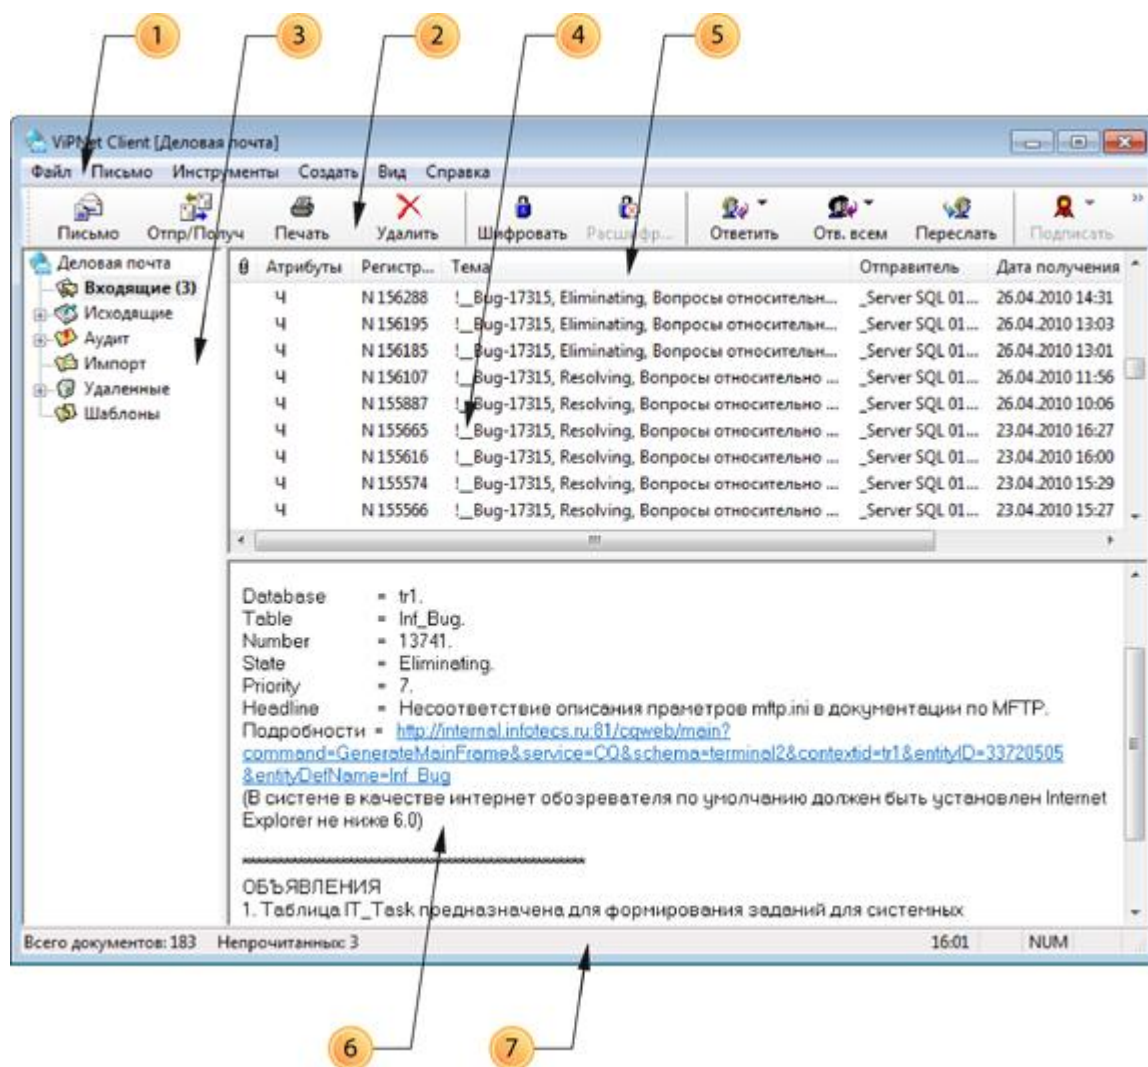 1 3 2 4 5
ViPNet Client [Деловая почта]
Файл Письмо Инструменты Создать Вид Справка
Письмо Отпр/Получ Печать Удалить Шифровать Расшифр... Ответить Отв. всем Переслать Подписать
Деловая почта
Входящие (3)
Исходящие
Аудит
Импорт
Удаленные
Шаблоны
Атрибуты Регистр... Тема Отправитель Дата получения
Ч N 156288 !__Bug-17315, Eliminating, Вопросы относительн... _Server SQL 01... 26.04.2010 14:31
Ч N 156195 !__Bug-17315, Eliminating, Вопросы относительн... _Server SQL 01... 26.04.2010 13:03
Ч N 156185 !__Bug-17315, Eliminating, Вопросы относительн... _Server SQL 01... 26.04.2010 13:01
Ч N 156107 !__Bug-17315, Resolving, Вопросы относительно ... _Server SQL 01... 26.04.2010 11:56
Ч N 155887 !__Bug-17315, Resolving, Вопросы относительно ... _Server SQL 01... 26.04.2010 10:06
Ч N 155665 !__Bug-17315, Resolving, Вопросы относительно ... _Server SQL 01... 23.04.2010 16:27
Ч N 155616 !__Bug-17315, Resolving, Вопросы относительно ... _Server SQL 01... 23.04.2010 16:00
Ч N 155574 !__Bug-17315, Resolving, Вопросы относительно ... _Server SQL 01... 23.04.2010 15:29
Ч N 155566 !__Bug-17315, Resolving, Вопросы относительно ... _Server SQL 01... 23.04.2010 15:27
Database = tr1.
Table = Inf_Bug.
Number = 13741.
State = Eliminating.
Priority = 7.
Headline = Несоответствие описания праметров mftp.ini в документации по MFTP.
Подробности = http://internal.infotecs.ru:81/cqweb/main?
command=GenerateMainFrame&service=CQ&schema=terminal2&contextid=tr1&entityID=33720505
&entityDefName=Inf_Bug
(В системе в качестве интернет обозревателя по умолчанию должен быть установлен Internet
Explorer не ниже 6.0)
ОБЪЯВЛЕНИЯ
1. Таблица IT_Task предназначена для формирования заданий для системных
Всего документов: 183 Непрочитанных: 3 16:01 NUM
6 7